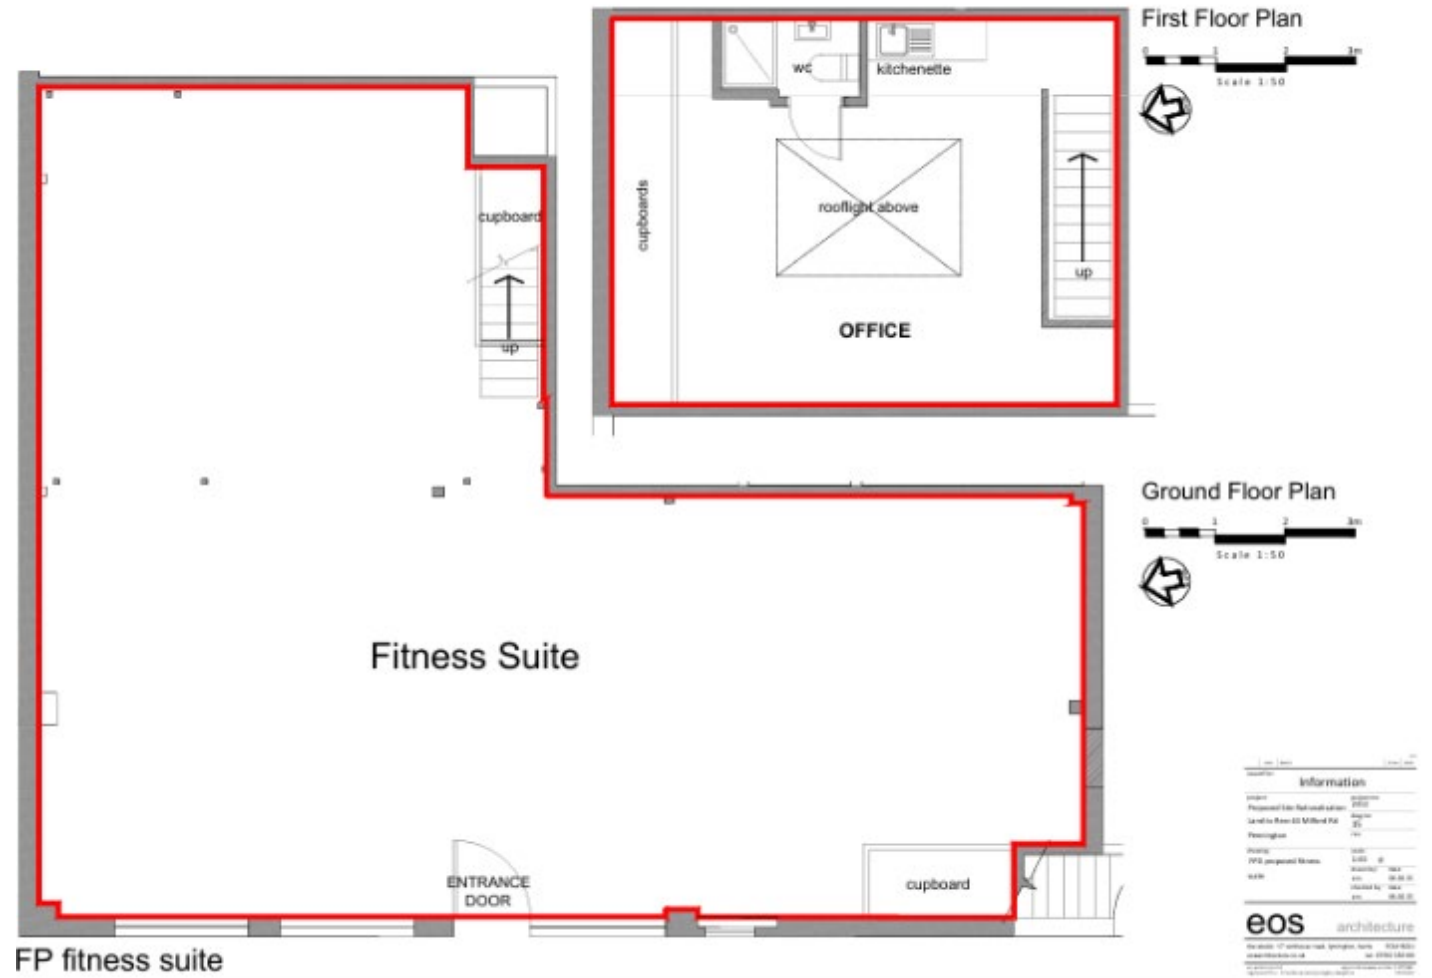 First Floor Plan
0 1 2 3m
Scale 1:50
wc
kitchenette
cupboards
rooflight above
up
OFFICE
cupboard
up
Ground Floor Plan
0 1 2 3m
Scale 1:50
Fitness Suite
ENTRANCE
DOOR
cupboard
Information
Pennington
suite
eos
architecture
FP fitness suite